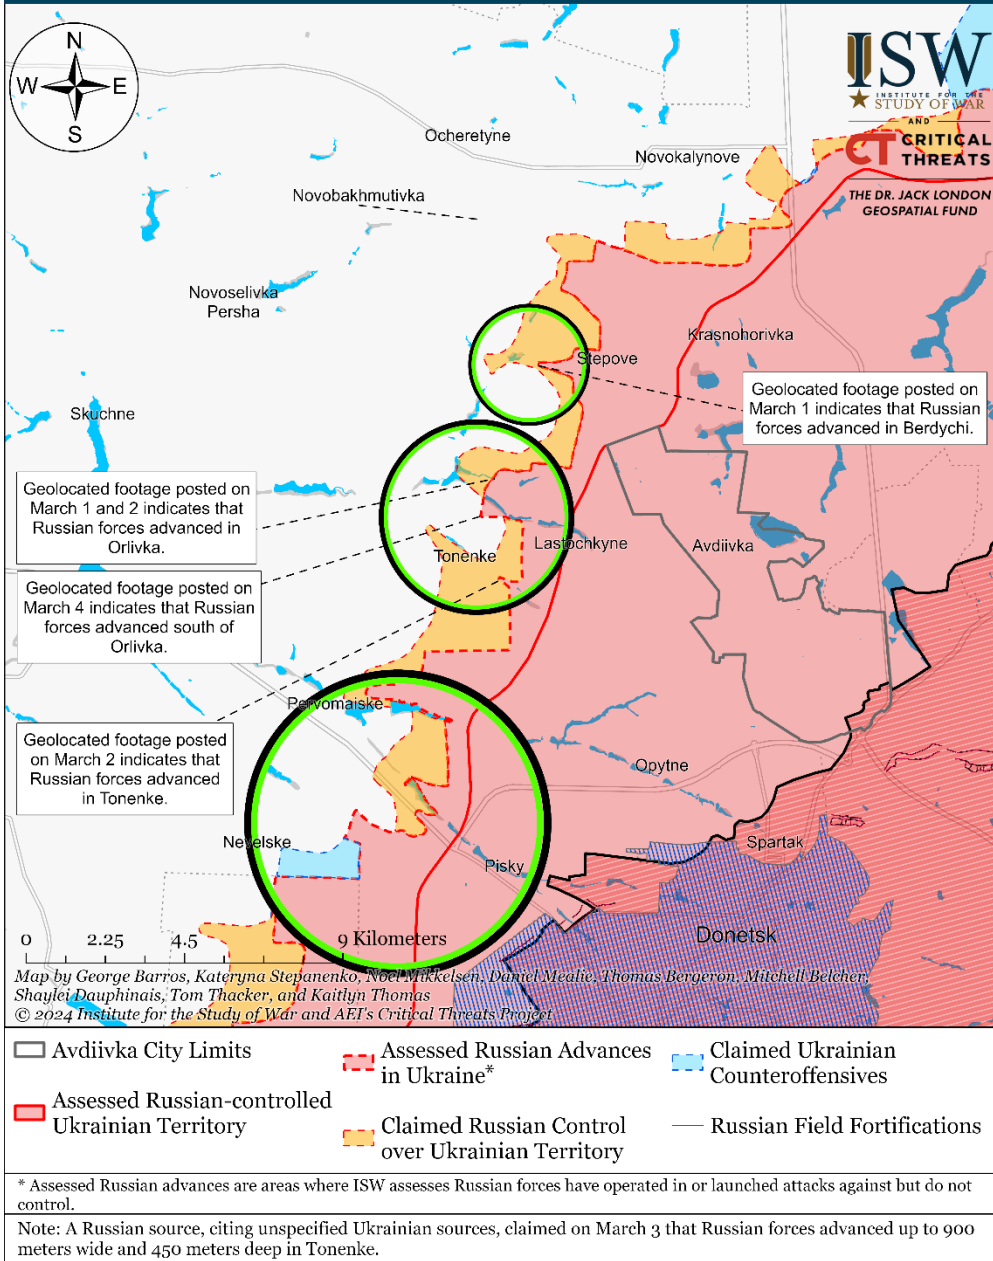 N
W
E
S
ISW
INSTITUTE FOR THE
STUDY OF WAR
AND
CT CRITICAL
THREATS
THE DR. JACK LONDON
GEOSPATIAL FUND
Ocheretyne
Novokalynove
Novobakhmutivka
Novoselivka
Persha
Krasnohorivka
Stepove
Geolocated footage posted on
March 1 indicates that Russian
forces advanced in Berdychi.
Skuchne
Geolocated footage posted on
March 1 and 2 indicates that
Russian forces advanced in
Orlivka.
Lastochkyne
Avdiivka
Tonenke
Geolocated footage posted on
March 4 indicates that Russian
forces advanced south of
Orlivka.
Pervomaiske
Geolocated footage posted
on March 2 indicates that
Russian forces advanced
in Tonenke.
Opytne
Nevelske
Spartak
Pisky
Donetsk
0 2.25 4.5 9 Kilometers
Map by George Barros, Kateryna Stepanenko, Noel Mikkelsen, Daniel Mealie, Thomas Bergeron, Mitchell Belcher,
Shaylei Dauphinais, Tom Thacker, and Kaitlyn Thomas
© 2024 Institute for the Study of War and AEI's Critical Threats Project
Avdiivka City Limits
Assessed Russian-controlled
Ukrainian Territory
Assessed Russian Advances
in Ukraine*
Claimed Russian Control
over Ukrainian Territory
Claimed Ukrainian
Counteroffensives
Russian Field Fortifications
* Assessed Russian advances are areas where ISW assesses Russian forces have operated in or launched attacks against but do not
control.
Note: A Russian source, citing unspecified Ukrainian sources, claimed on March 3 that Russian forces advanced up to 900
meters wide and 450 meters deep in Tonenke.